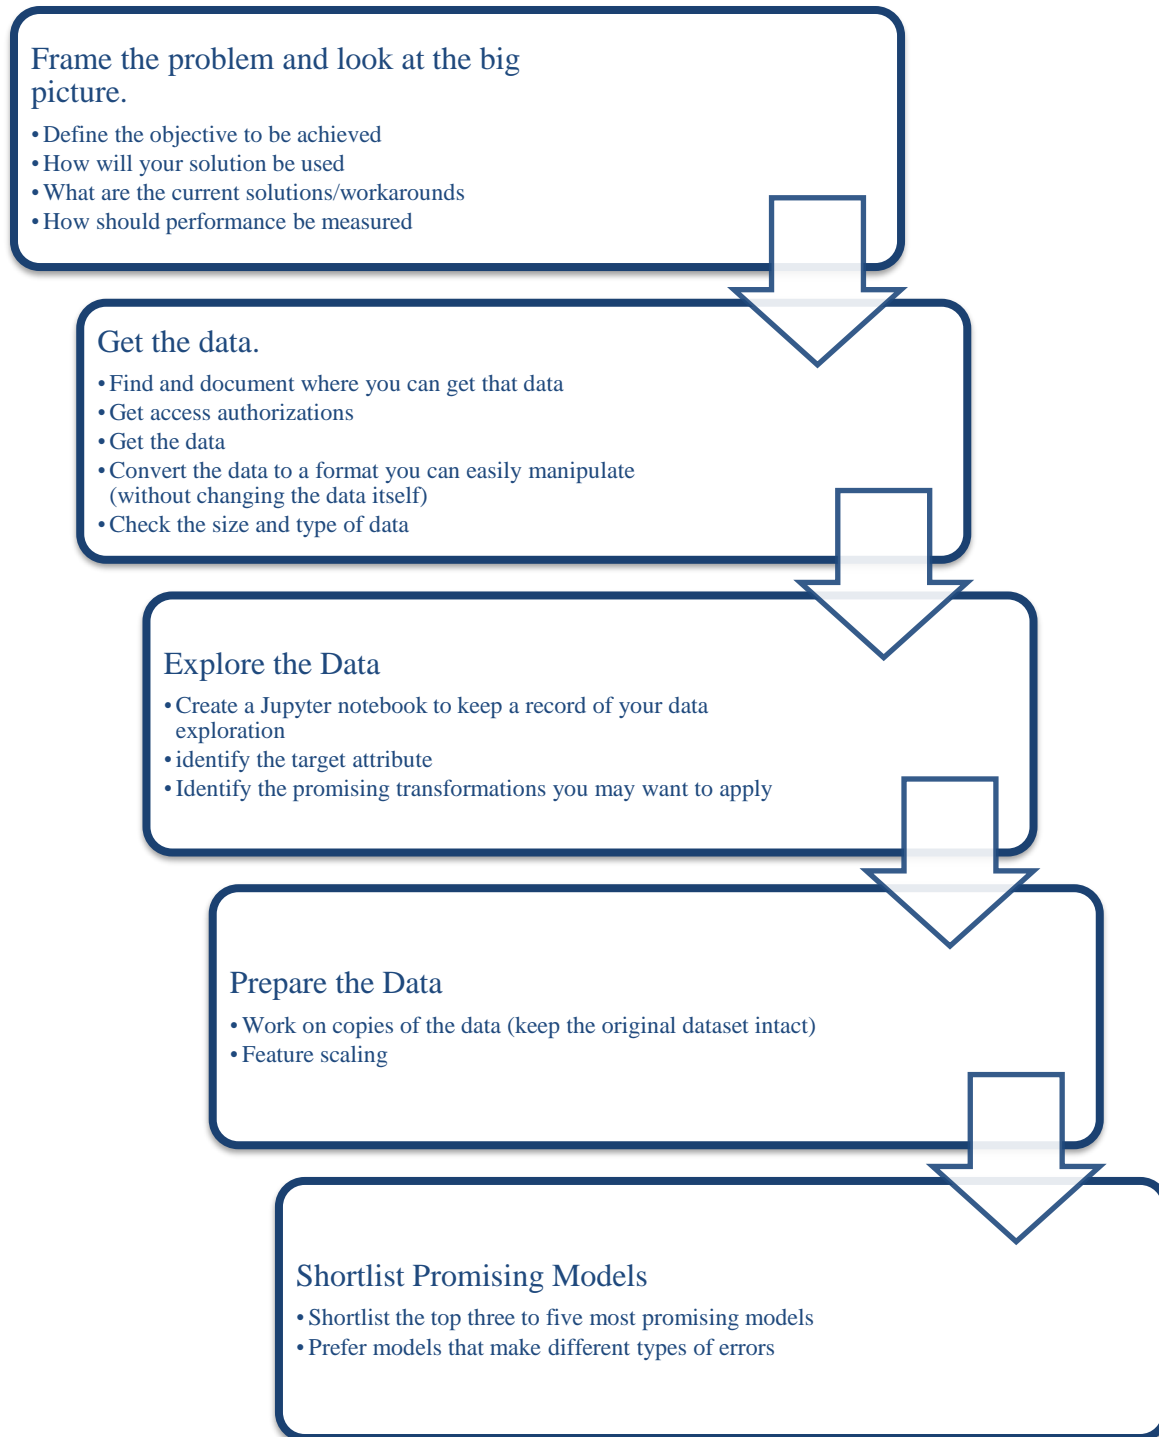 Frame the problem and look at the big
picture.
• Define the objective to be achieved
• How will your solution be used
• What are the current solutions/workarounds
• How should performance be measured
Get the data.
• Find and document where you can get that data
• Get access authorizations
• Get the data
• Convert the data to a format you can easily manipulate
(without changing the data itself)
• Check the size and type of data
Explore the Data
• Create a Jupyter notebook to keep a record of your data
exploration
• identify the target attribute
• Identify the promising transformations you may want to apply
Prepare the Data
• Work on copies of the data (keep the original dataset intact)
• Feature scaling
Shortlist Promising Models
• Shortlist the top three to five most promising models
• Prefer models that make different types of errors